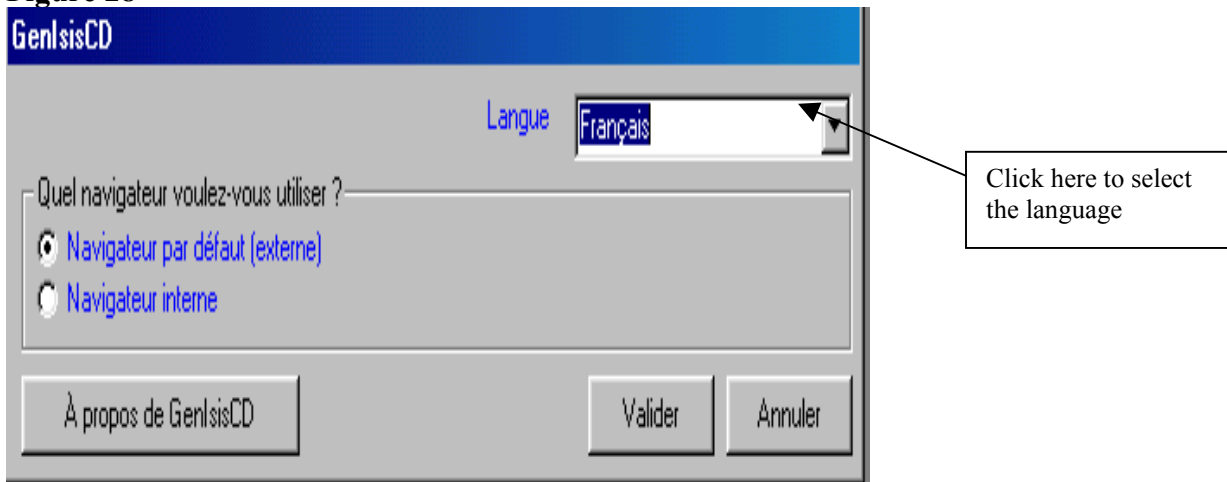 GenIsisCD
Langue
Français
Click here to select
the language
Quel navigateur voulez-vous utiliser ?
Navigateur par défaut (externe)
Navigateur interne
À propos de GenIsisCD
Valider
Annuler